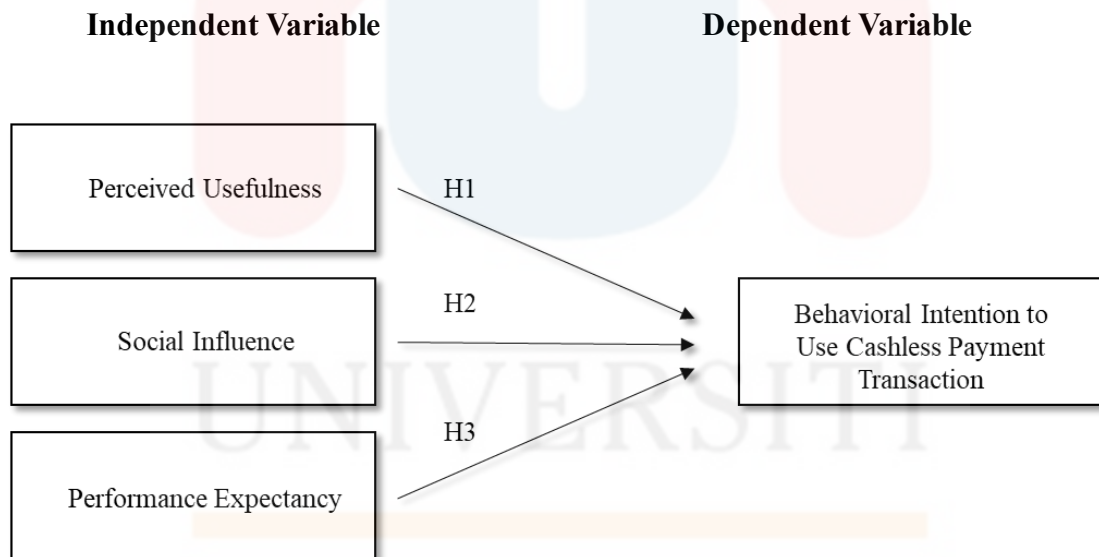 Independent Variable
Dependent Variable
Perceived Usefulness
H1
Social Influence
H2
Behavioral Intention to
Use Cashless Payment
Transaction
UNIVERSITI
H3
Performance Expectancy